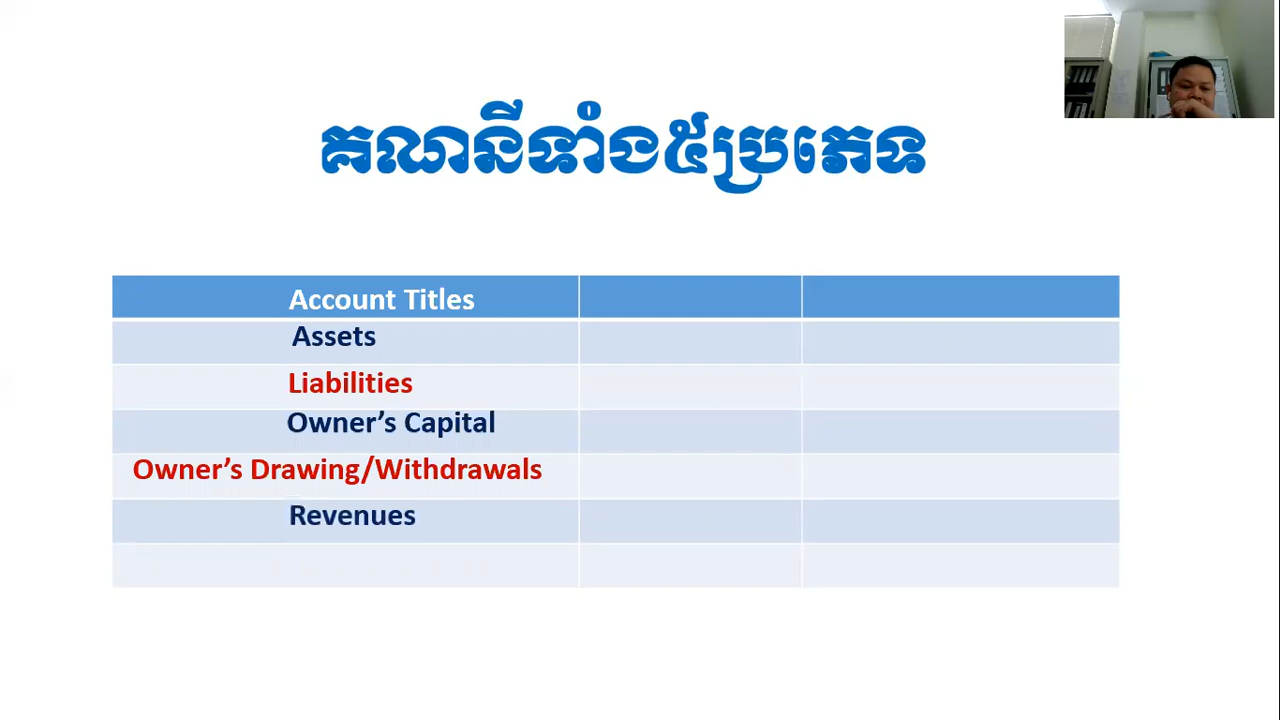 គណនីទាំង៥ប្រភេទ
Account Titles
Assets
Liabilities
Owner’s Capital
Owner’s Drawing/Withdrawals
Revenues